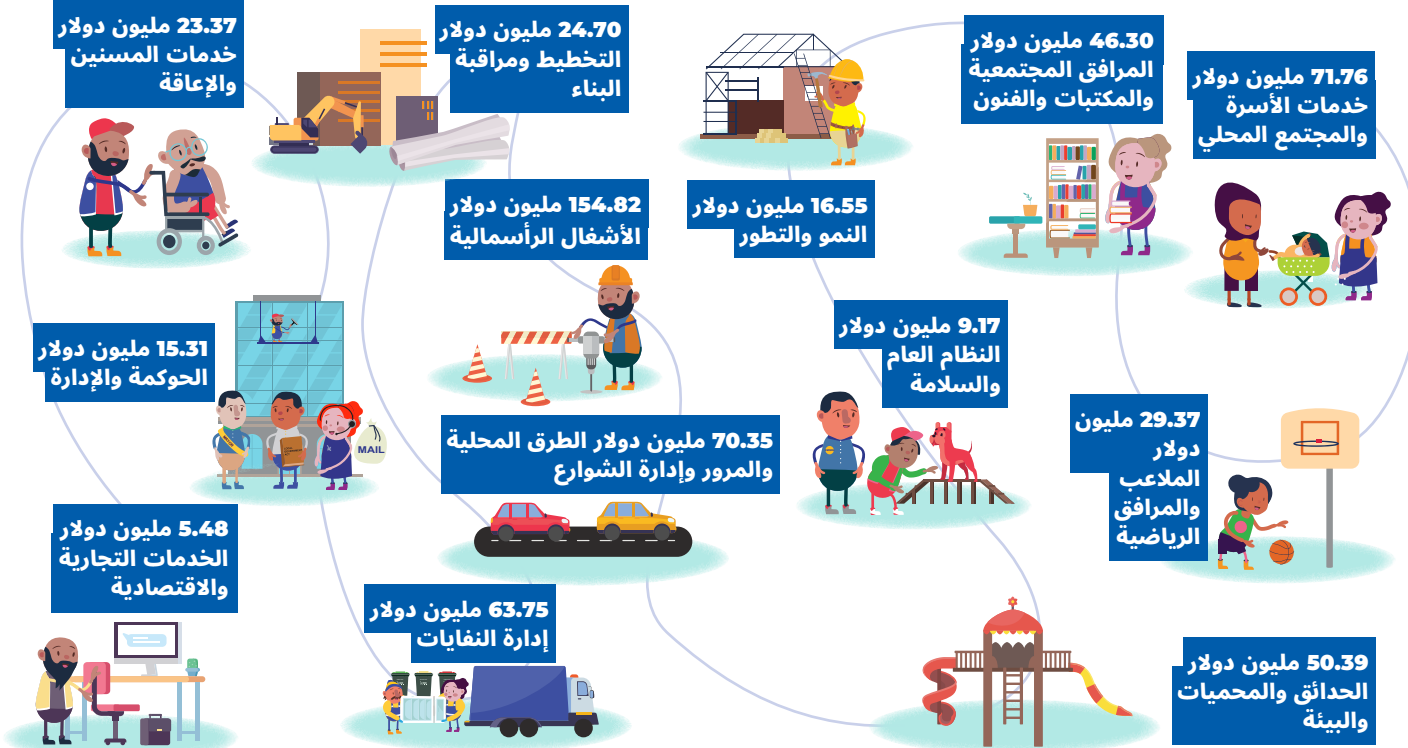 71.76 مليون دولار
خدمات الأسرة
والمجتمع المحلي
46.30 مليون دولار
المرافق المجتمعية
والمكتبات والفنون
24.70 مليون دولار
التخطيط ومراقبة
البناء
23.37 مليون دولار
خدمات المسنين
والإعاقة
16.55 مليون دولار
النمو والتطور
154.82 مليون دولار
الأشغال الرأسمالية
9.17 مليون دولار
النظام العام
والسلامة
15.31 مليون دولار
الحوكمة والإدارة
MAIL
29.37 مليون
دولار
الملاعب
والمرافق
الرياضية
70.35 مليون دولار الطرق المحلية
والمرور وإدارة الشوارع
5.48 مليون دولار
الخدمات التجارية
والاقتصادية
63.75 مليون دولار
إدارة النفايات
50.39 مليون دولار
الحدائق والمحميات
والبيئة